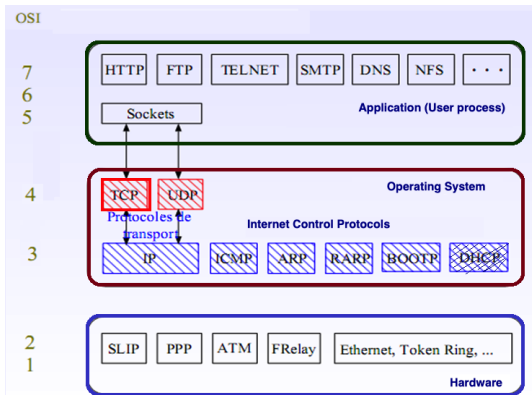 OSI
7 HTTP FTP TELNET SMTP DNS NFS . . .
6
Application (User process)
5 Sockets
Operating System
4 TCP UDP
Protocoles de
transport
Internet Control Protocols
3 IP ICMP ARP RARP BOOTP DHCP
2 SLIP PPP ATM FRelay Ethernet, Token Ring, ...
1
Hardware